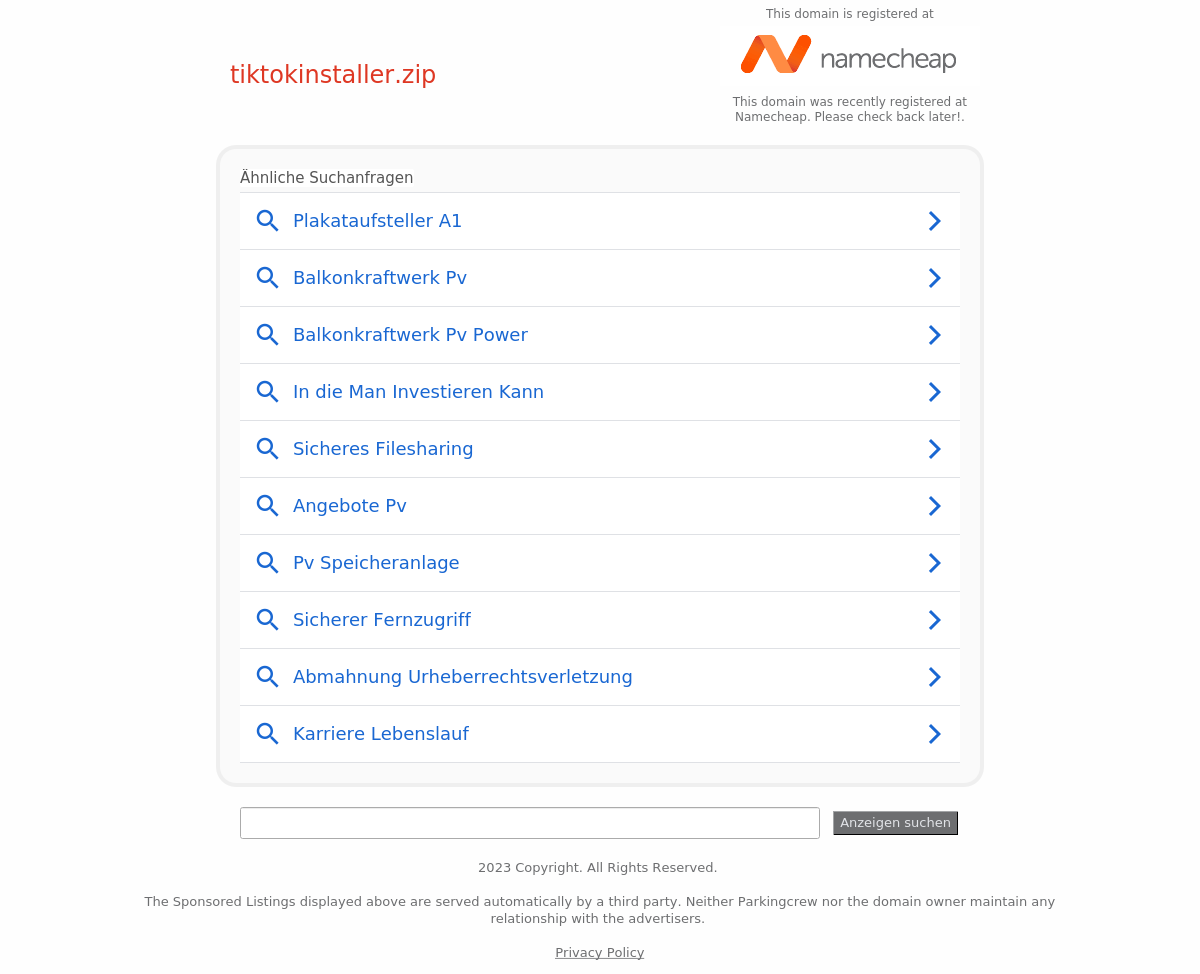 This domain is registered at
namecheap
tiktokinstaller.zip
This domain was recently registered at
Namecheap. Please check back later!.
Ähnliche Suchanfragen
Plakataufsteller A1
Balkonkraftwerk Pv
Balkonkraftwerk Pv Power
In die Man Investieren Kann
Sicheres Filesharing
Angebote Pv
Pv Speicheranlage
Sicherer Fernzugriff
Abmahnung Urheberrechtsverletzung
Karriere Lebenslauf
Anzeigen suchen
2023 Copyright. All Rights Reserved.
The Sponsored Listings displayed above are served automatically by a third party. Neither Parkingcrew nor the domain owner maintain any
relationship with the advertisers.
Privacy Policy